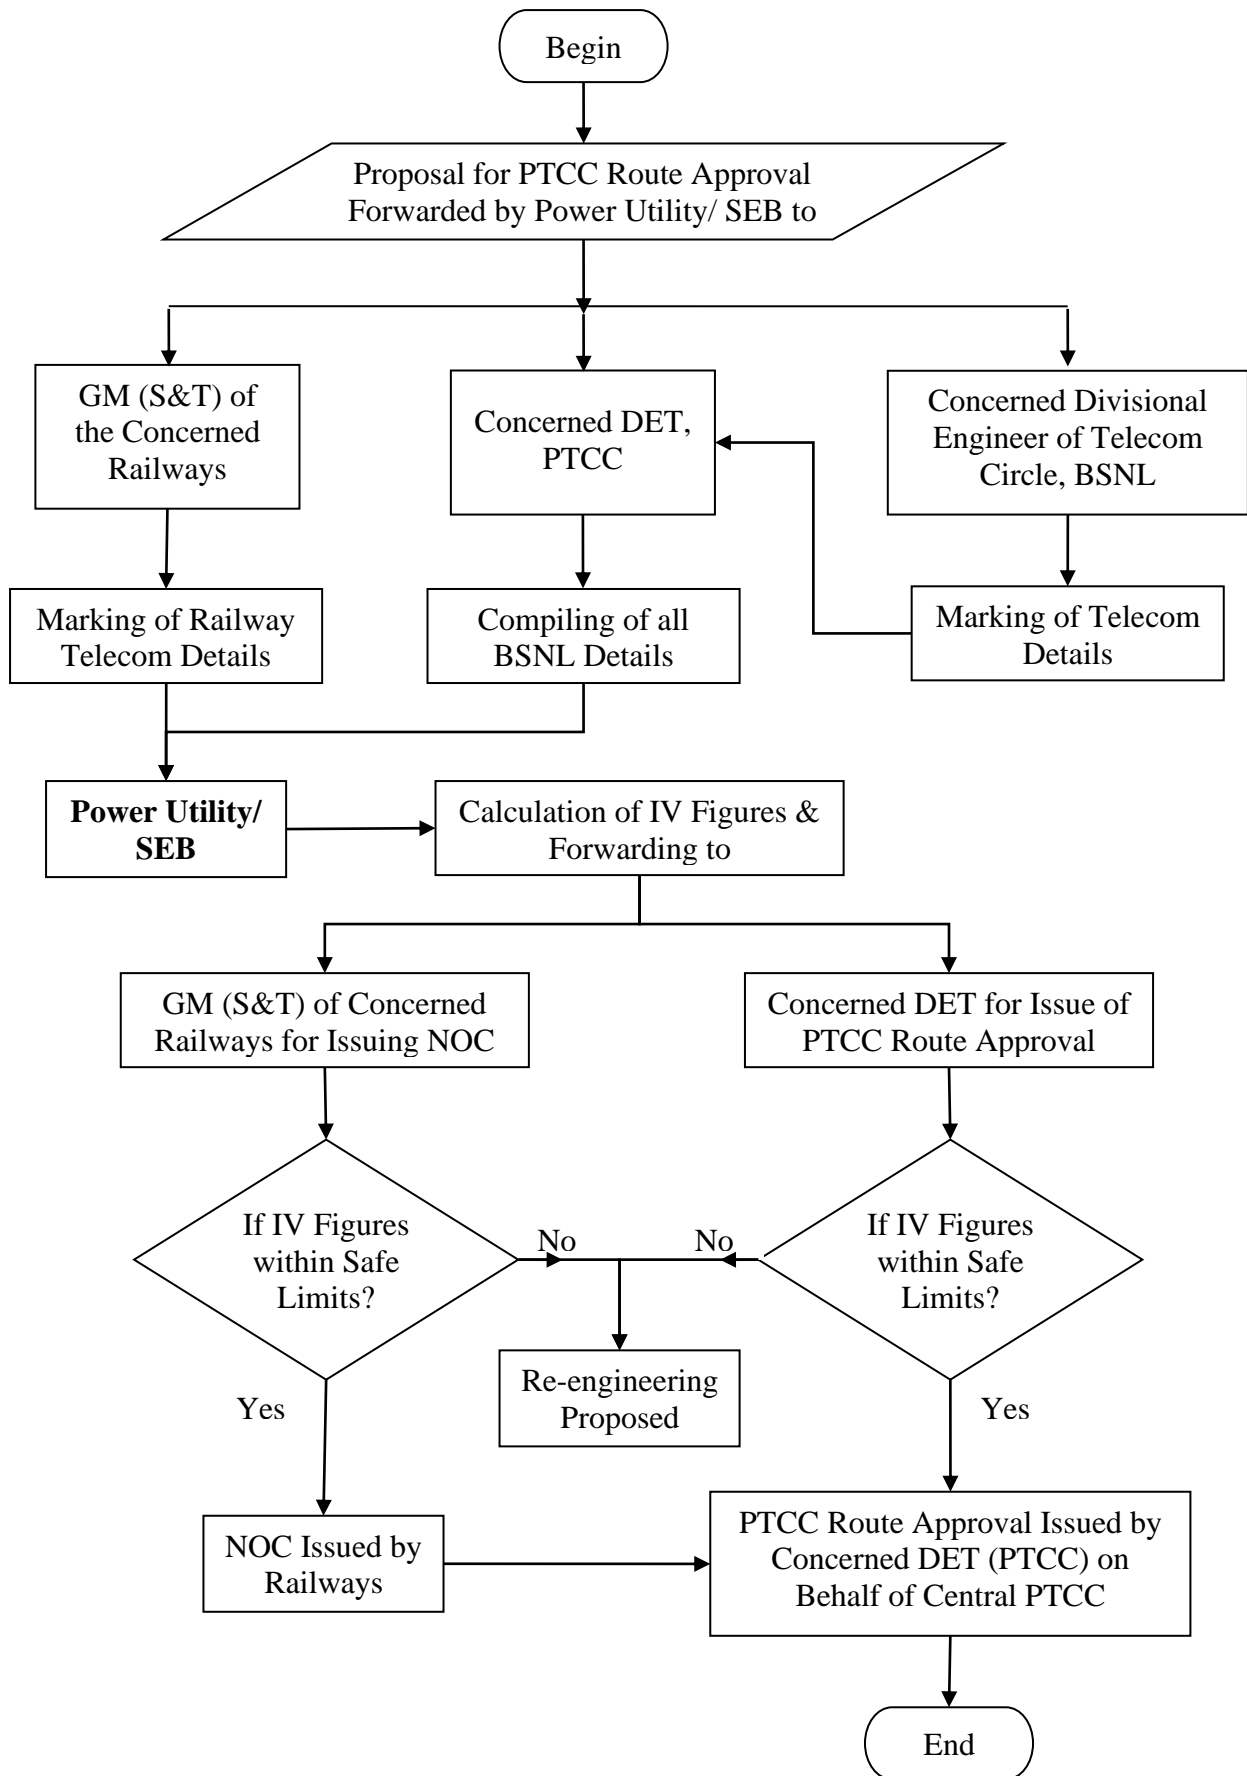 Begin
Proposal for PTCC Route Approval
Forwarded by Power Utility/ SEB to
GM (S&T) of
the Concerned
Railways
Concerned DET,
PTCC
Concerned Divisional
Engineer of Telecom
Circle, BSNL
Marking of Railway
Telecom Details
Compiling of all
BSNL Details
Marking of Telecom
Details
Power Utility/
SEB
Calculation of IV Figures &
Forwarding to
GM (S&T) of Concerned
Railways for Issuing NOC
Concerned DET for Issue of
PTCC Route Approval
If IV Figures
within Safe
Limits?
No
No
If IV Figures
within Safe
Limits?
Re-engineering
Proposed
Yes
Yes
NOC Issued by
Railways
PTCC Route Approval Issued by
Concerned DET (PTCC) on
Behalf of Central PTCC
End